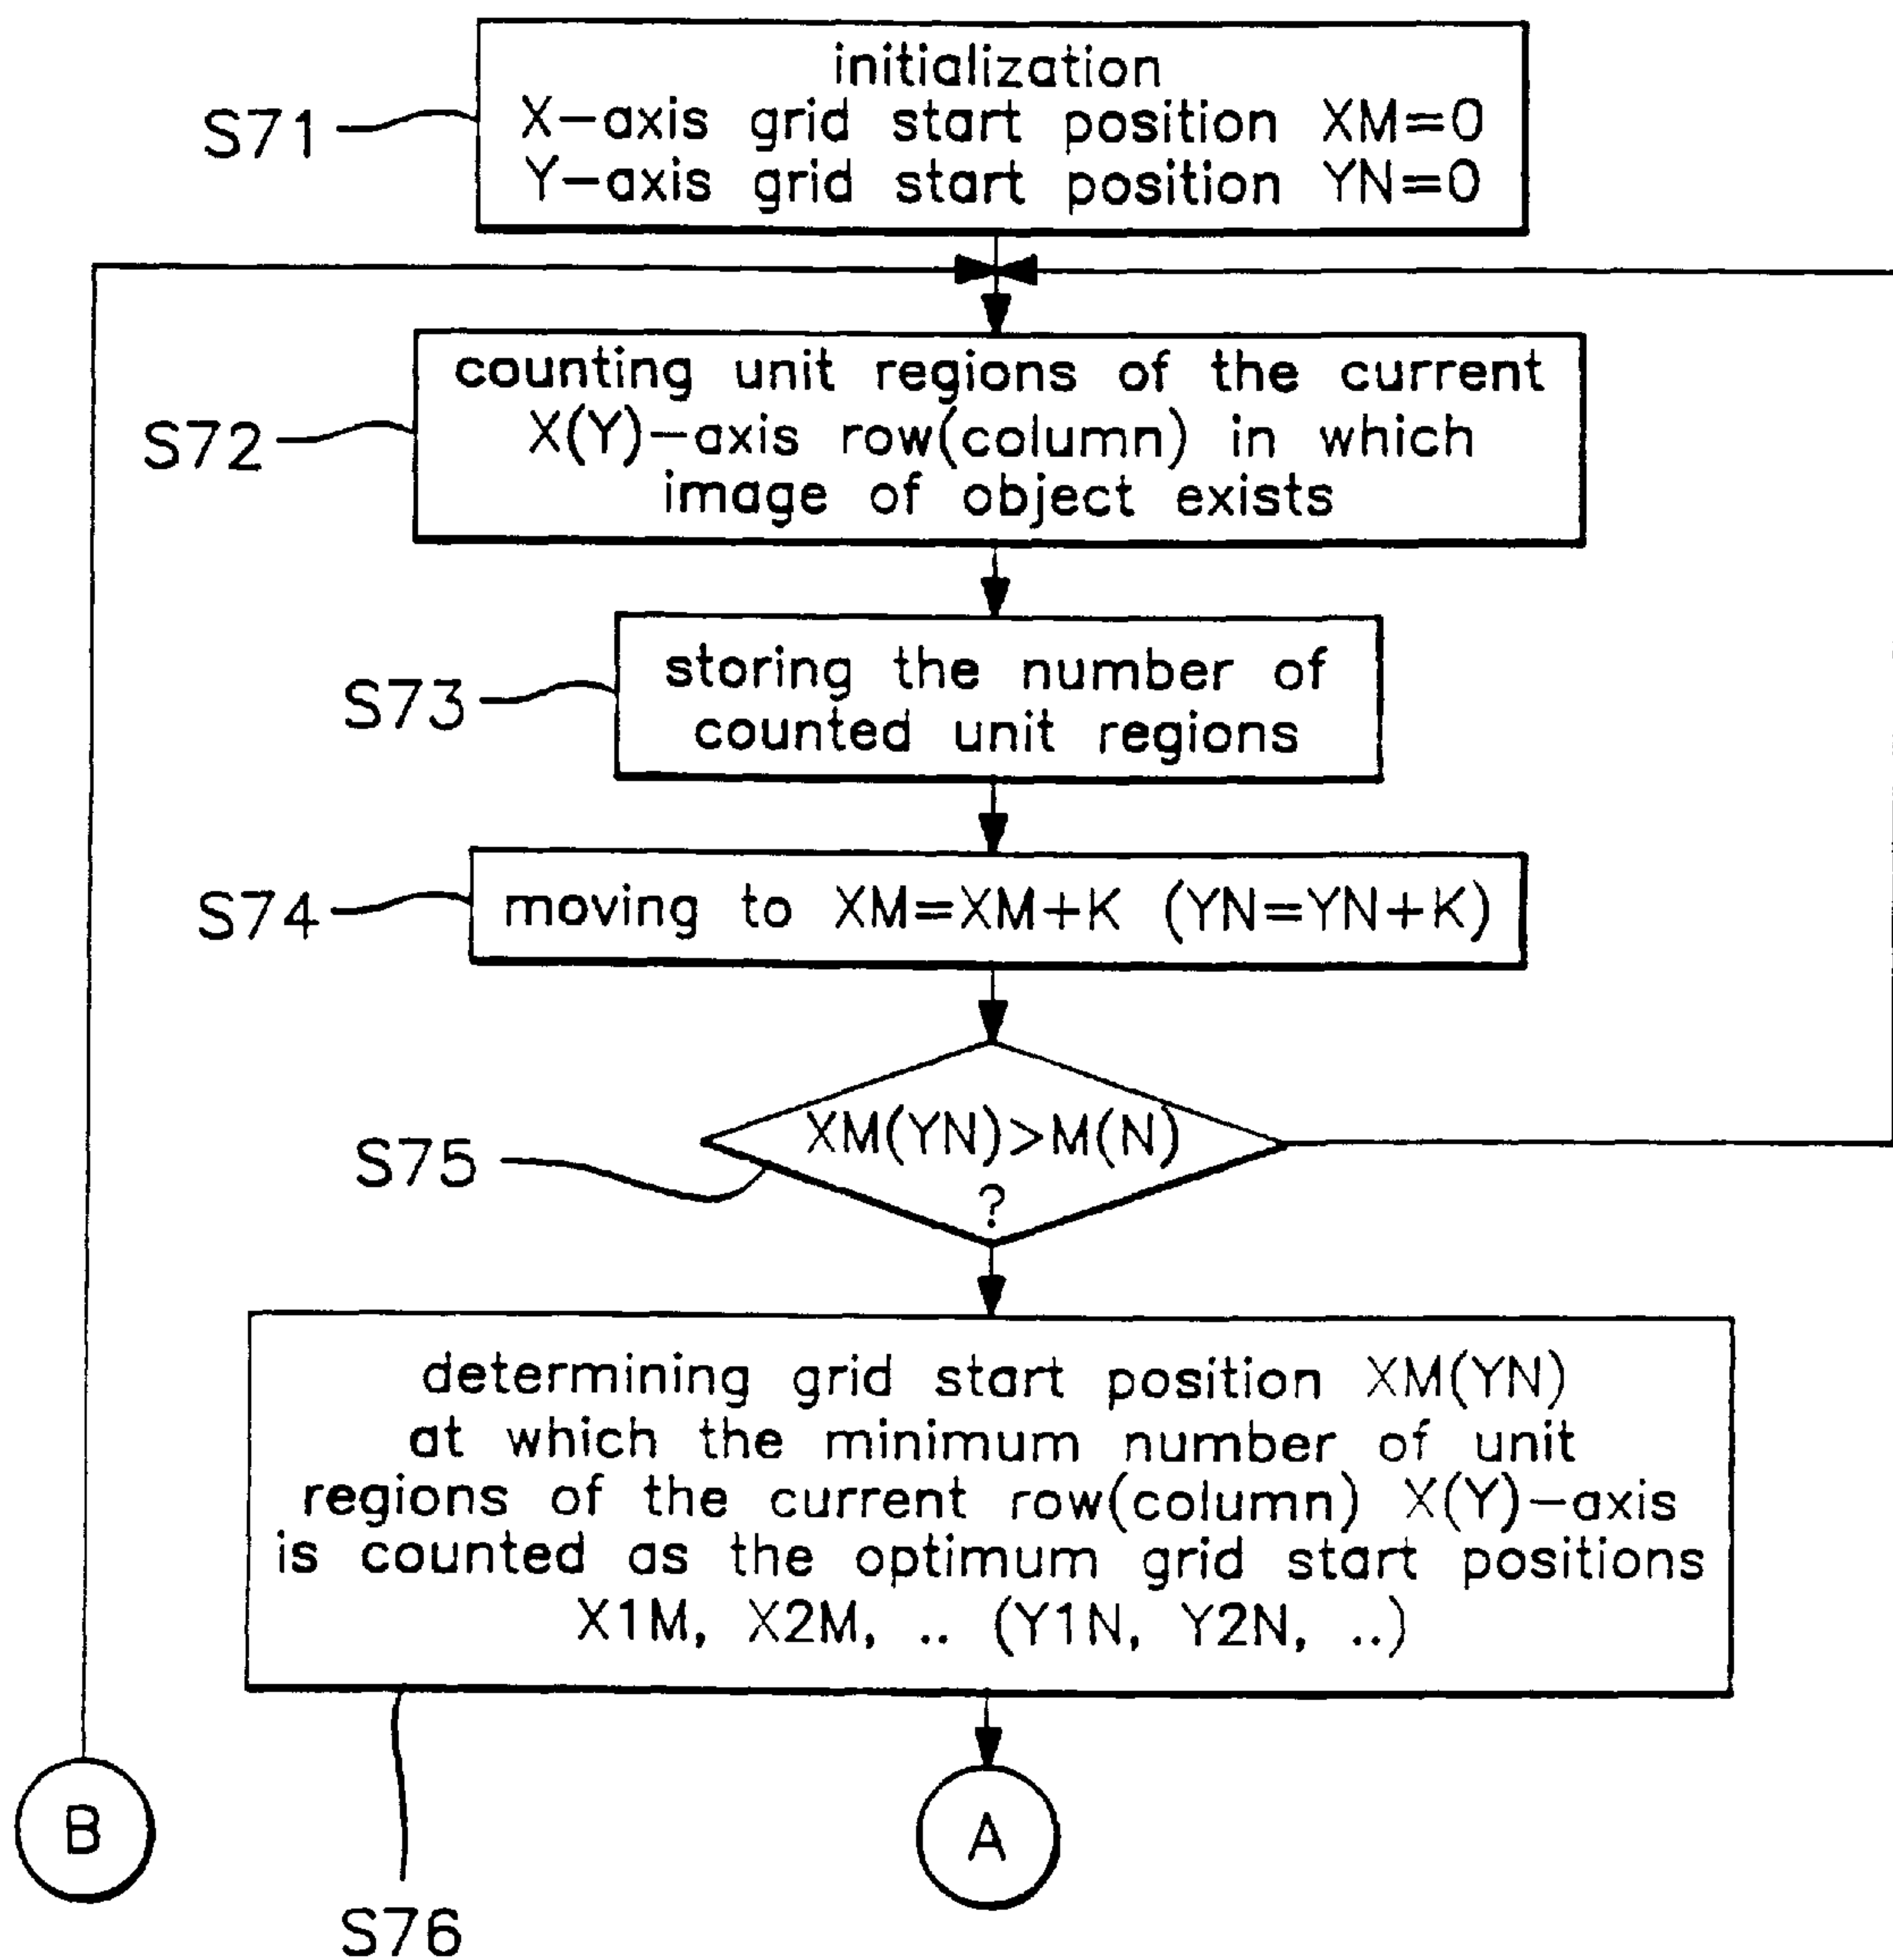 initialization
X-axis grid start position XM=0
Y-axis grid start position YN=0
S71
counting unit regions of the current
X(Y)-axis row(column) in which
image of object exists
S72
storing the number of
counted unit regions
S73
moving to XM=XM+K (YN=YN+K)
S74
XM(YN)>M(N)
?
S75
determining grid start position XM(YN)
at which the minimum number of unit
regions of the current row(column) X(Y)-axis
is counted as the optimum grid start positions
X1M, X2M, .. (Y1N, Y2N, ..)
B
A
S76